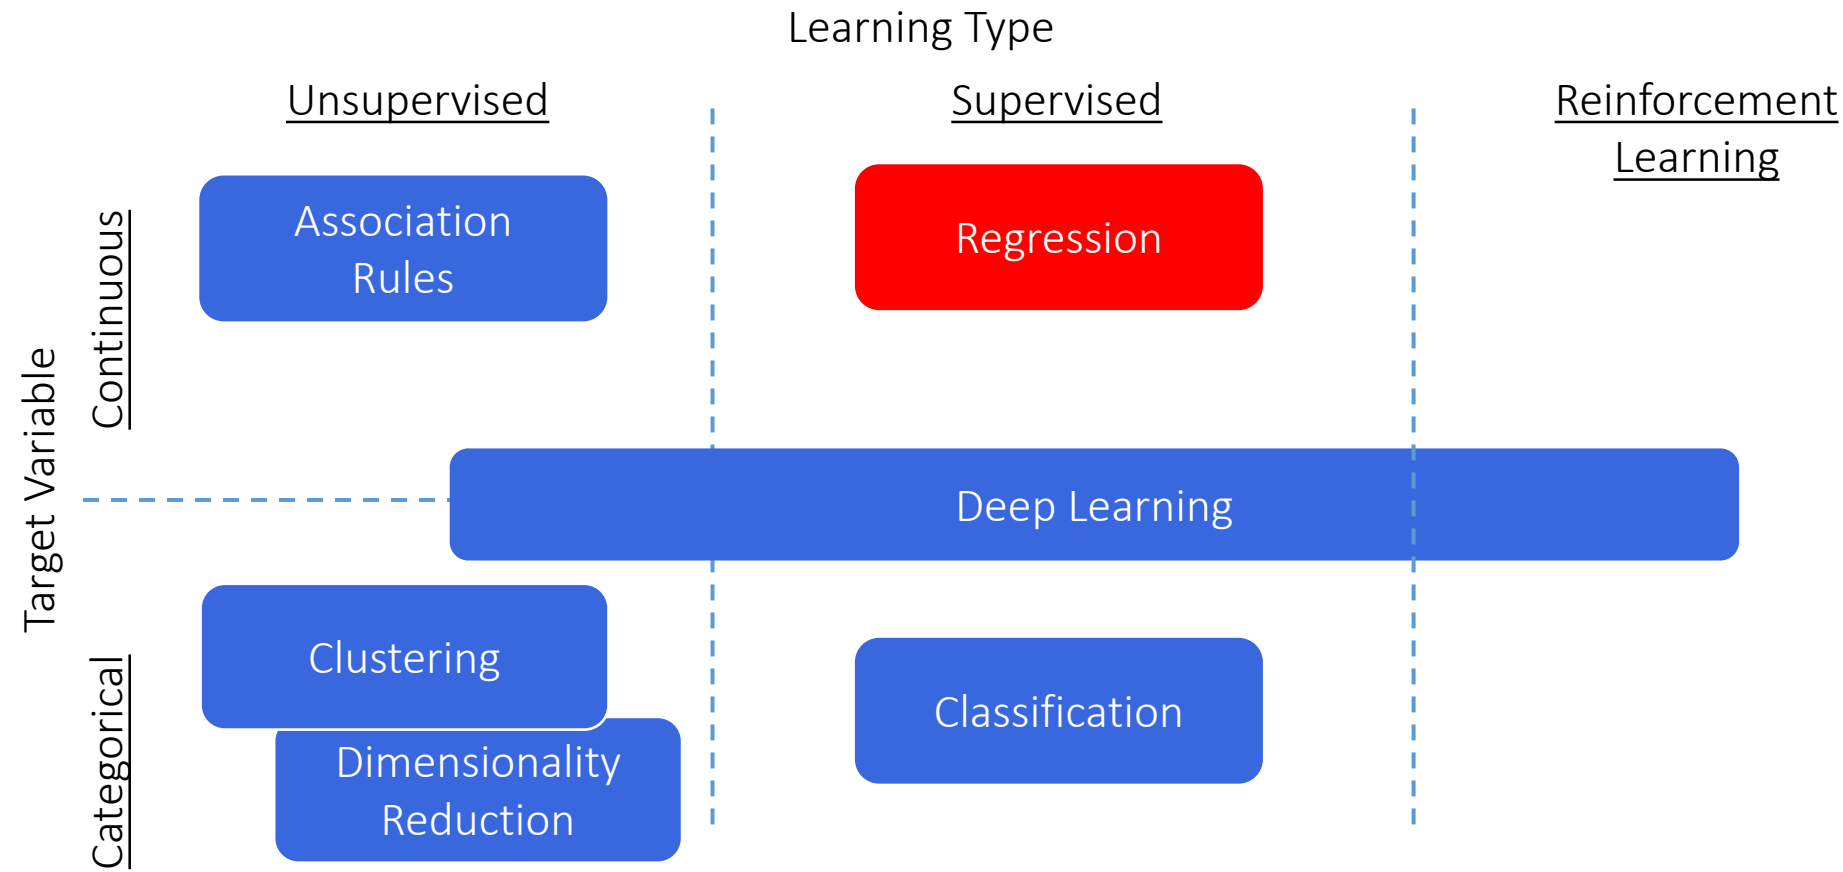 Learning Type
Unsupervised
Supervised
Reinforcement
Learning
Target Variable
Continuous
Association
Rules
Regression
Deep Learning
Categorical
Clustering
Dimensionality
Reduction
Classification